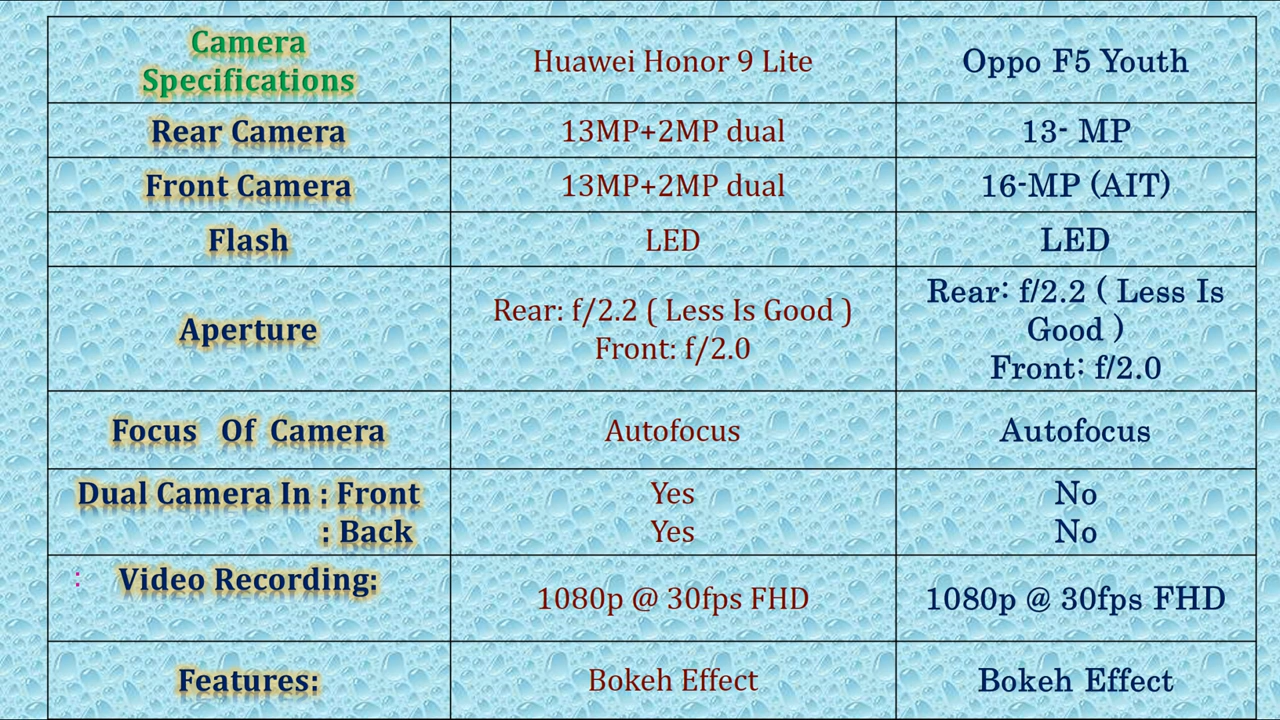 Camera
Specifications
Huawei Honor 9 Lite
Oppo F5 Youth
Rear Camera
13MP+2MP dual
13- MP
Front Camera
13MP+2MP dual
16-MP (AIT)
Flash
LED
LED
Aperture
Rear: f/2.2 ( Less Is Good )
Front: f/2.0
Rear: f/2.2 ( Less Is
Good )
Front: f/2.0
Focus Of Camera
Autofocus
Autofocus
Dual Camera In : Front
: Back
Yes
Yes
No
No
: Video Recording:
1080p @ 30fps FHD
1080p @ 30fps FHD
Features:
Bokeh Effect
Bokeh Effect